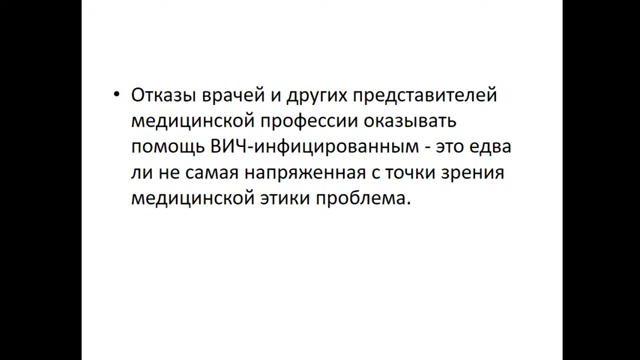 • Отказы врачей и других представителей
медицинской профессии оказывать
помощь ВИЧ-инфицированным - это едва
ли не самая напряженная с точки зрения
медицинской этики проблема.